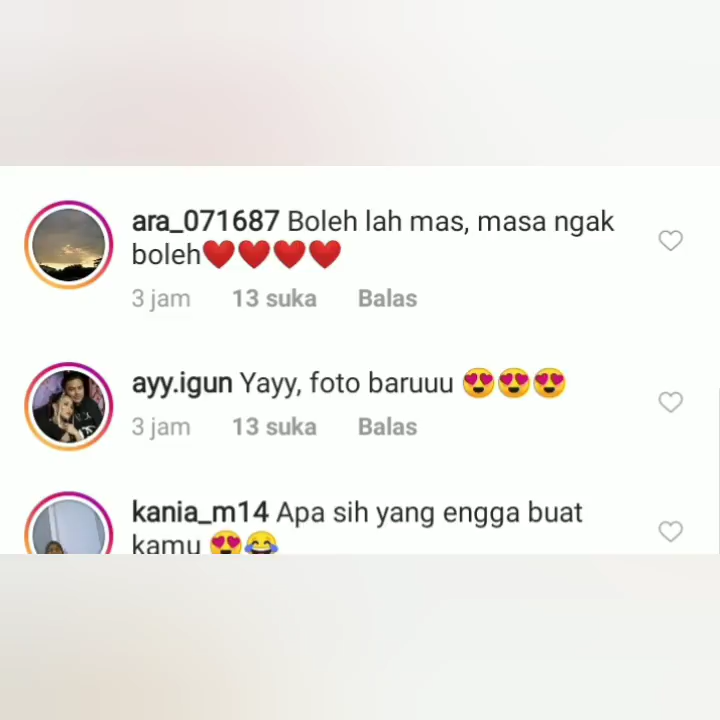 ara_071687 Boleh lah mas, masa ngak
boleh❤️❤️❤️❤️
3 jam 13 suka Balas
ayy.igun Yayy, foto baruuu 😍😍😍
3 jam 13 suka Balas
kania_m14 Apa sih yang engga buat
kamu 😍😂